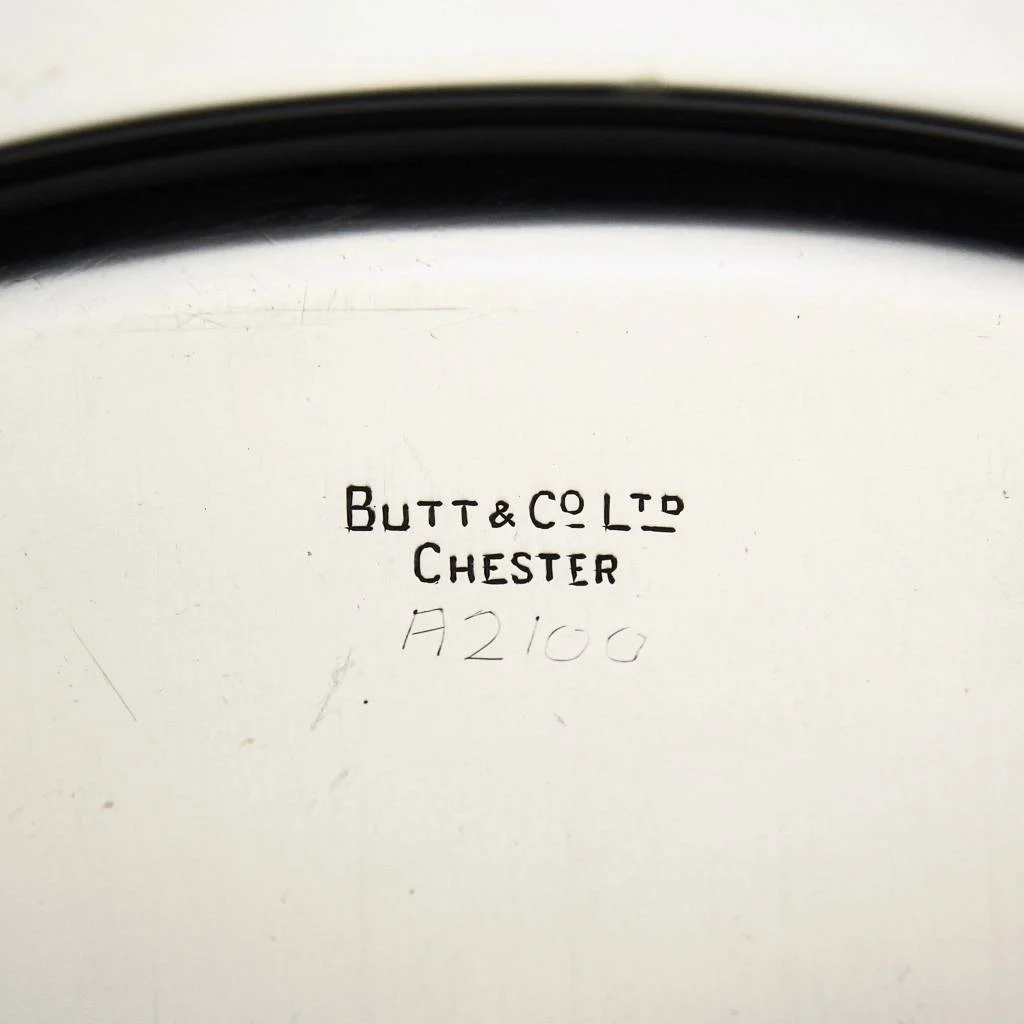 BUTT & CO LTD
CHESTER
A2100